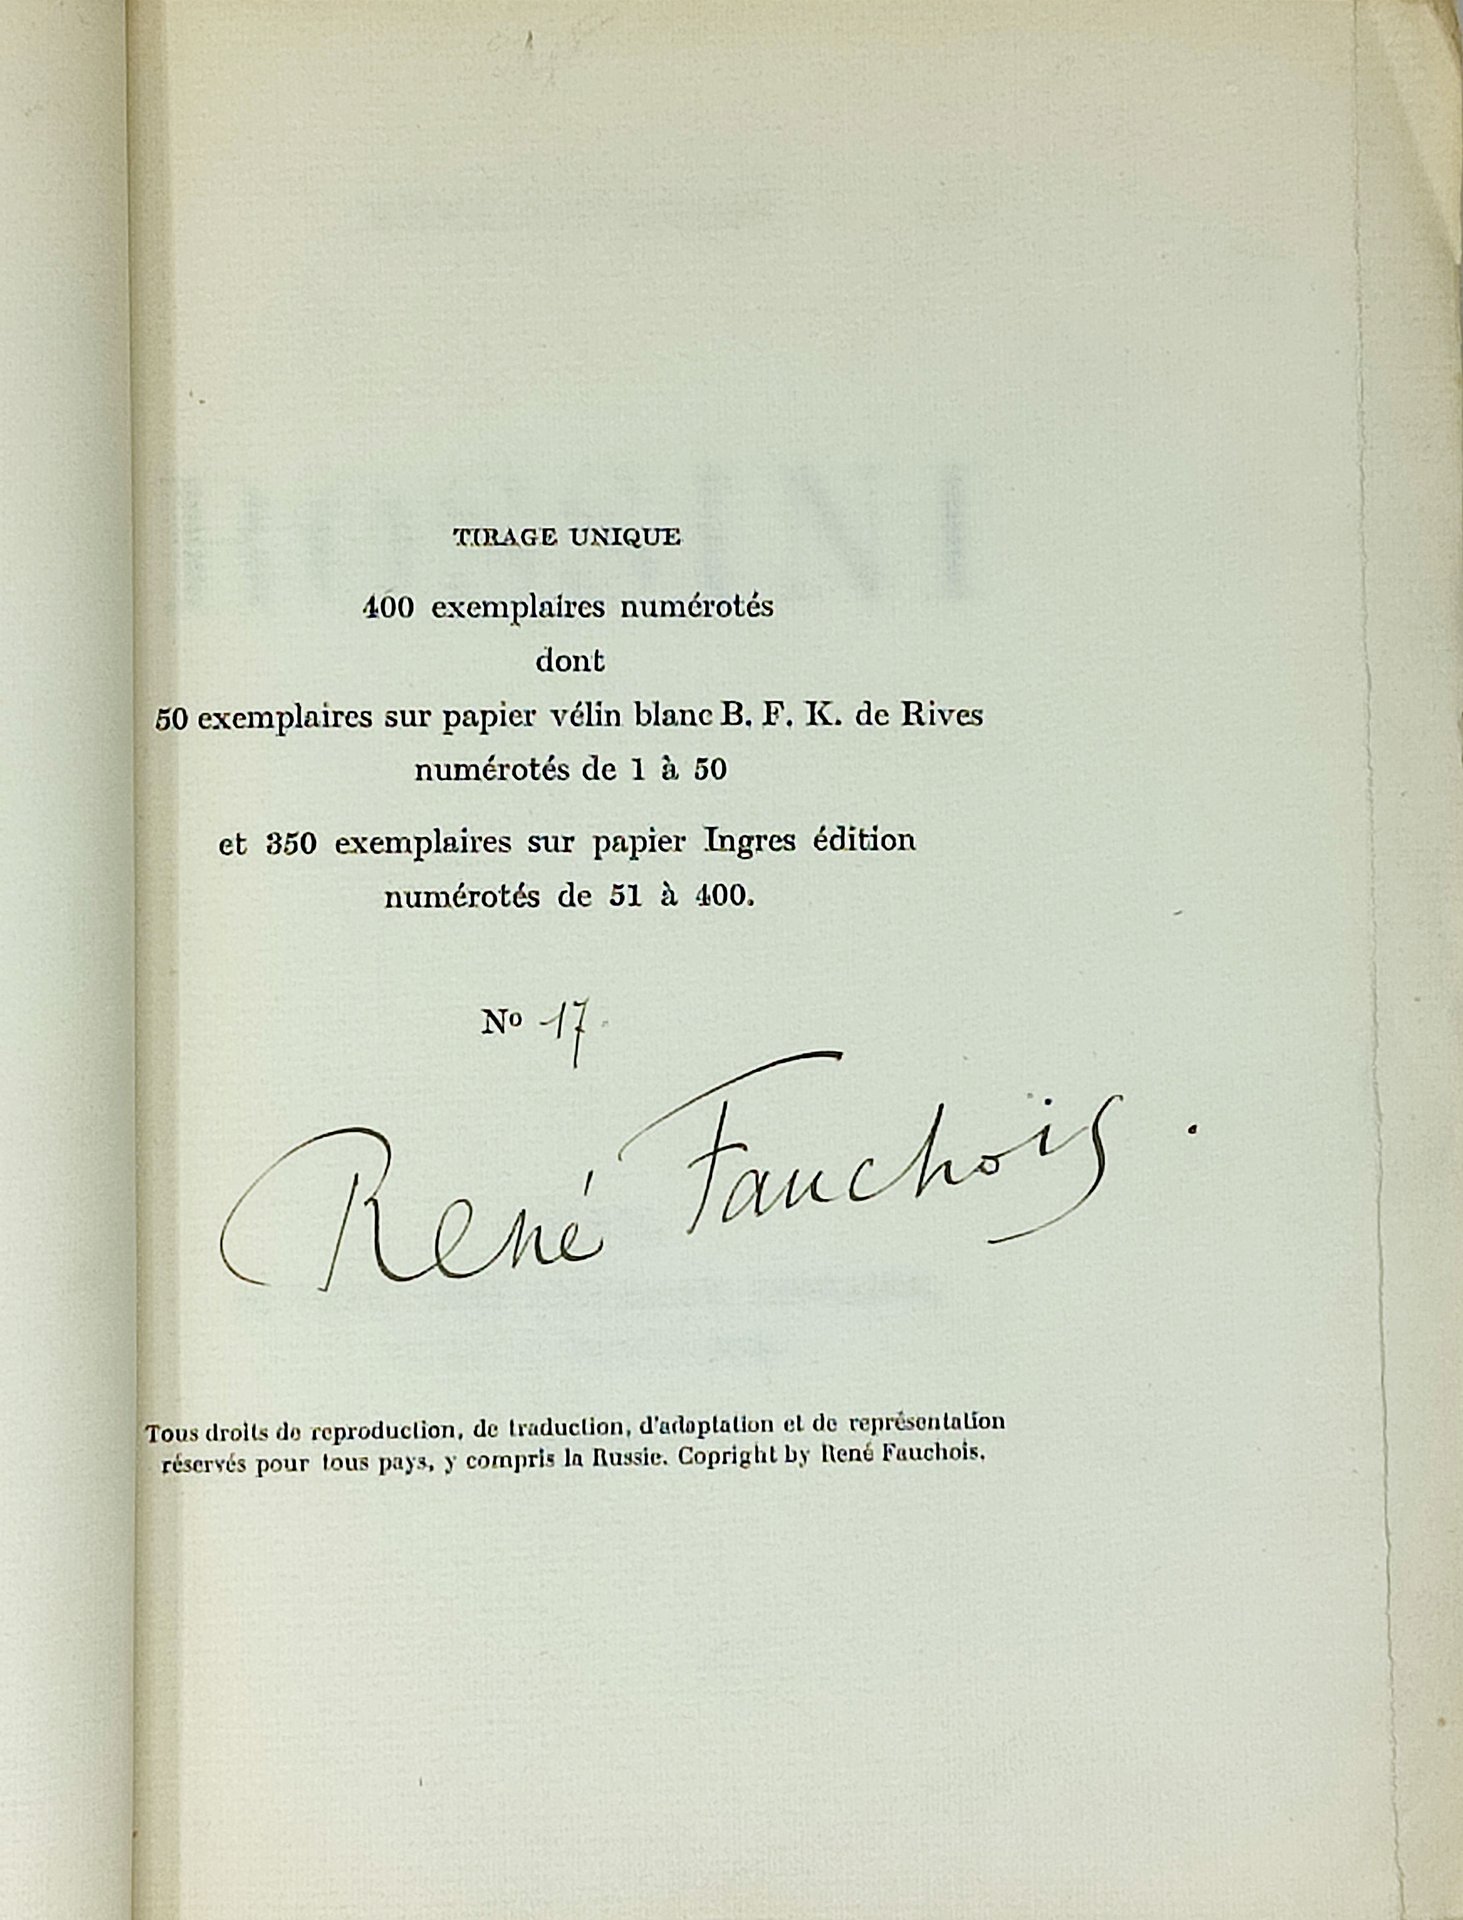 TIRAGE UNIQUE
400 exemplaires numérotés
dont
50 exemplaires sur papier vélin blanc B. F. K. de Rives
numérotés de 1 à 50
et 350 exemplaires sur papier Ingres édition
numérotés de 51 à 400.
Nº 17.
René Fauchois.
Tous droits de reproduction, de traduction, d'adaptation et de représentation
réservés pour tous pays, y compris la Russie. Copright by René Fauchois.